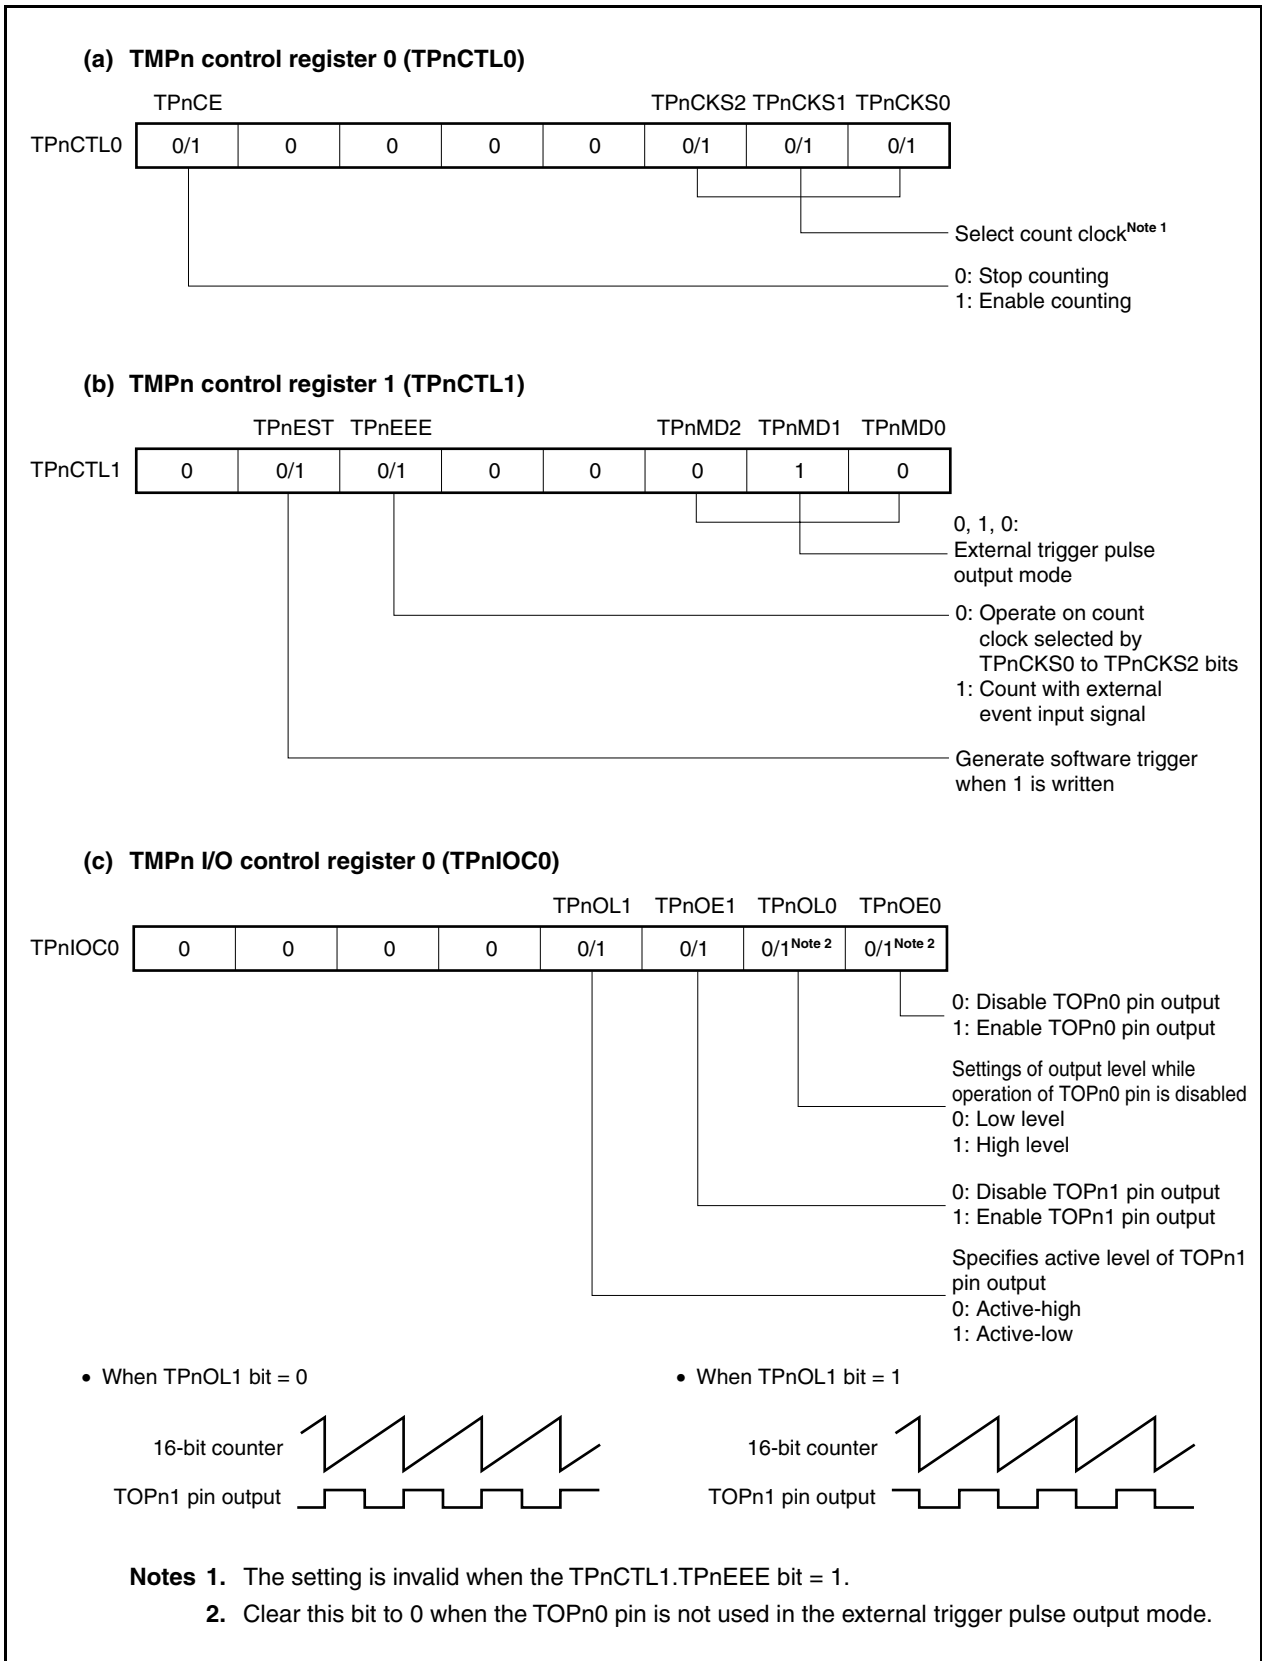 (a) TMPn control register 0 (TPnCTL0)
TPnCE TPnCKS2 TPnCKS1 TPnCKS0
TPnCTL0 0/1 0 0 0 0 0/1 0/1 0/1
Select count clock Note 1
0: Stop counting
1: Enable counting
(b) TMPn control register 1 (TPnCTL1)
TPnEST TPnEEE TPnMD2 TPnMD1 TPnMD0
TPnCTL1 0 0/1 0/1 0 0 0 1 0
0, 1, 0:
External trigger pulse
output mode
0: Operate on count
clock selected by
TPnCKS0 to TPnCKS2 bits
1: Count with external
event input signal
Generate software trigger
when 1 is written
(c) TMPn I/O control register 0 (TPnIOC0)
TPnOL1 TPnOE1 TPnOL0 TPnOE0
TPnIOC0 0 0 0 0 0/1 0/1 0/1 Note 2 0/1 Note 2
0: Disable TOPn0 pin output
1: Enable TOPn0 pin output
Settings of output level while
operation of TOPn0 pin is disabled
0: Low level
1: High level
0: Disable TOPn1 pin output
1: Enable TOPn1 pin output
Specifies active level of TOPn1
pin output
0: Active-high
1: Active-low
• When TPnOL1 bit = 0
16-bit counter
TOPn1 pin output
• When TPnOL1 bit = 1
16-bit counter
TOPn1 pin output
Notes 1. The setting is invalid when the TPnCTL1.TPnEEE bit = 1.
2. Clear this bit to 0 when the TOPn0 pin is not used in the external trigger pulse output mode.